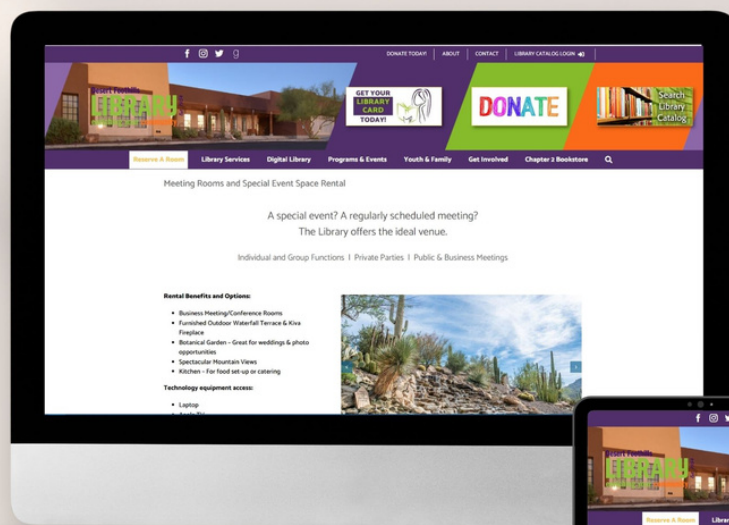 DONATE TODAY!
ABOUT
CONTACT
LIBRARY CATALOG LOGIN
Desert Foothills
LIBRARY
GET YOUR
LIBRARY
CARD
TODAY!
DONATE
Search
Library
Catalog
Reserve A Room
Library Services
Digital Library
Programs & Events
Youth & Family
Get Involved
Chapter 2 Bookstore
Meeting Rooms and Special Event Space Rental
A special event? A regularly scheduled meeting?
The Library offers the ideal venue.
Individual and Group Functions | Private Parties | Public & Business Meetings
Rental Benefits and Options:
• Business Meeting/Conference Rooms
• Furnished Outdoor Waterfall Terrace & Kiva
Fireplace
• Botanical Garden – Great for weddings & photo
opportunities
• Spectacular Mountain Views
• Kitchen – For food set-up or catering
Technology equipment access:
• Laptop
Desert Foothills
LIBRARY
Reserve A Room